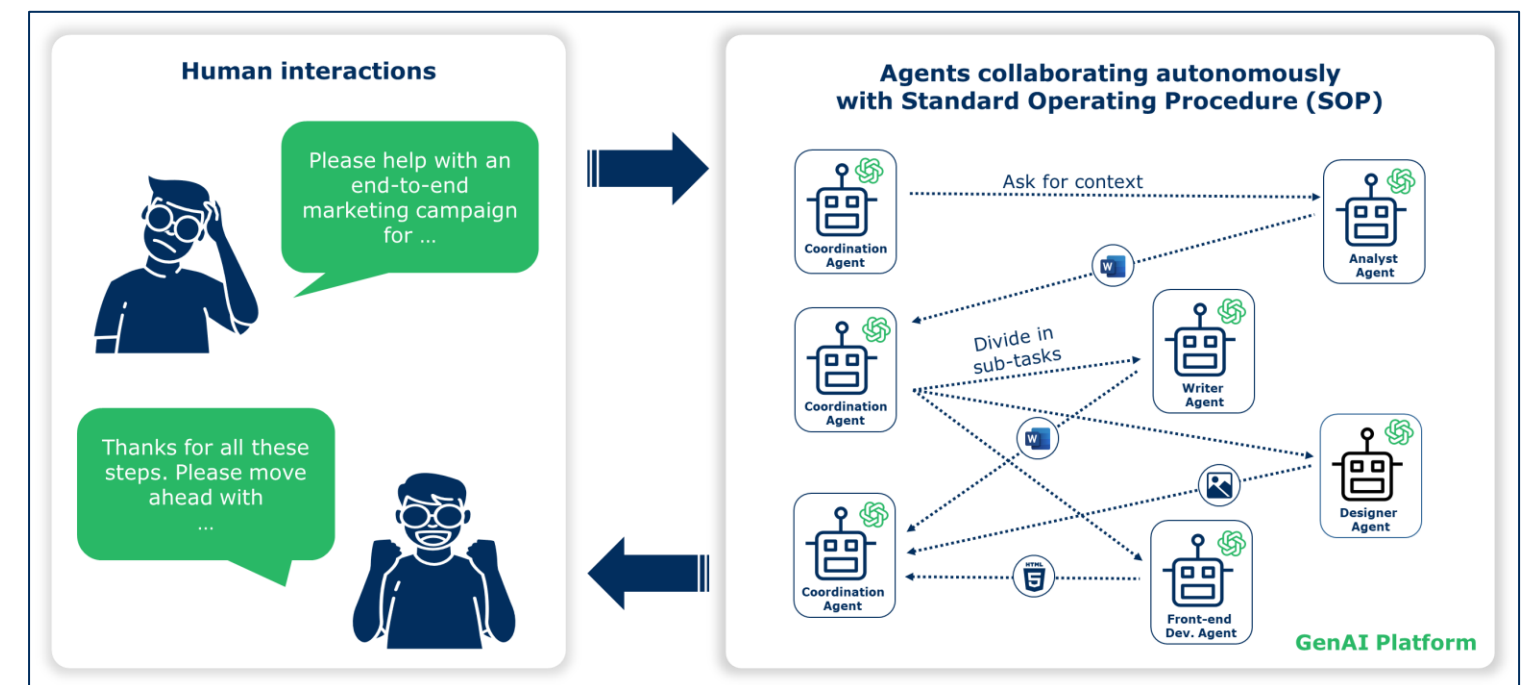 Human interactions
Please help with an
end-to-end
marketing campaign
for ...
Thanks for all these
steps. Please move
ahead with
...
Agents collaborating autonomously
with Standard Operating Procedure (SOP)
Coordination
Agent
Ask for context
Analyst
Agent
W
Coordination
Agent
Divide in
sub-tasks
Writer
Agent
W
Designer
Agent
Coordination
Agent
HTML
5
Front-end
Dev. Agent
GenAI Platform